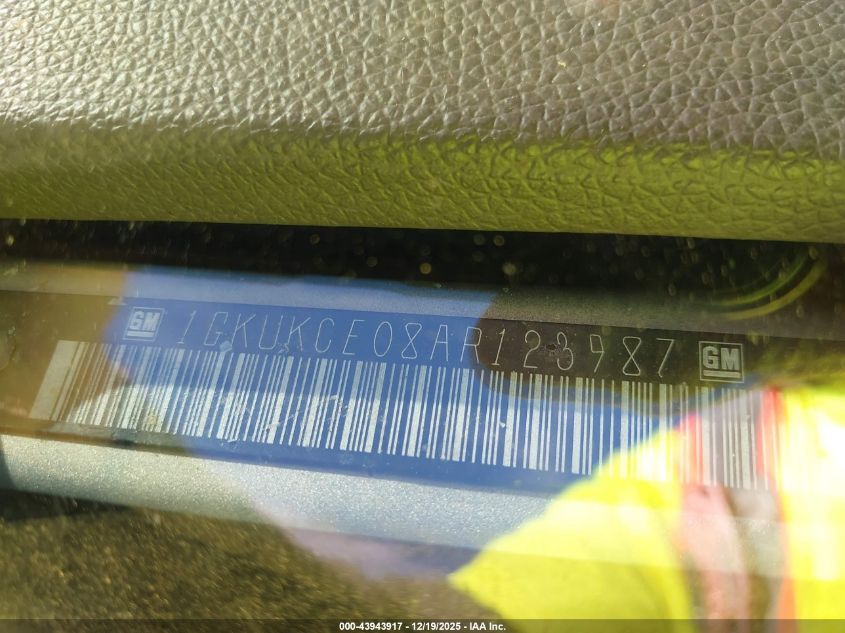 GM 1GKUKCE08AR123987 GM
000-43943917 - 12/19/2025 - IAA Inc.